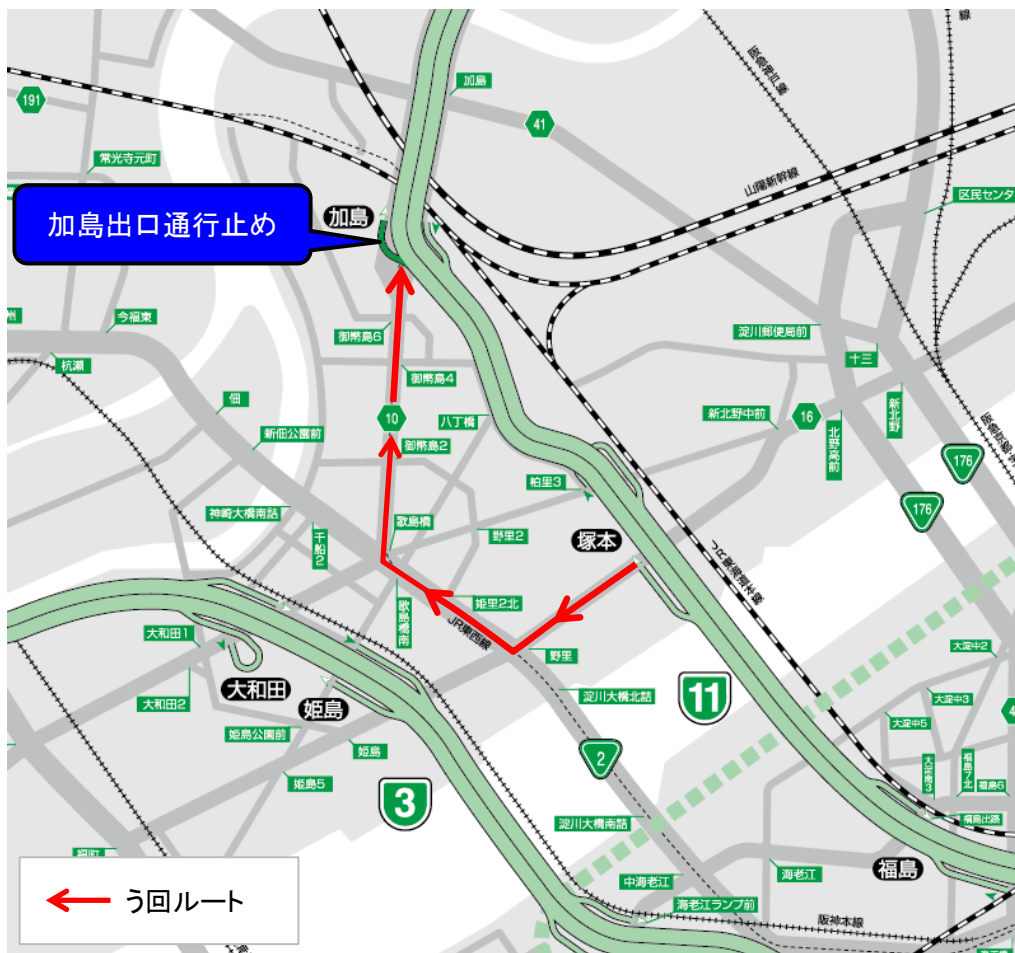 阪急神戸線
線
加島
191
41
常光寺元町
山陽新幹線
区民センタ
加島出口通行止め
加島
今福東
御幣島6
淀川郵便局前
杭瀬
十三
御幣島4
佃
新北野
10
八丁橋
新北野中前
16
北野高前
新佃公園前
御幣島2
176
柏里3
176
神崎大橋南詰
千船2
歌島橋
野里2
塚本
JR東海道本線
姫里2北
歌島橋南
JR東西線
大和田1
野里
大淀中2
大和田
11
淀川大橋北詰
大淀中3
大和田2
姫島
4
大淀中5
姫島公園前
姫島
2
大淀南3
福島7北
福島6
姫島5
3
淀川大橋南詰
福島出路
福町
中海老江
海老江
福島
う回ルート
海老江ランプ前
阪神本線